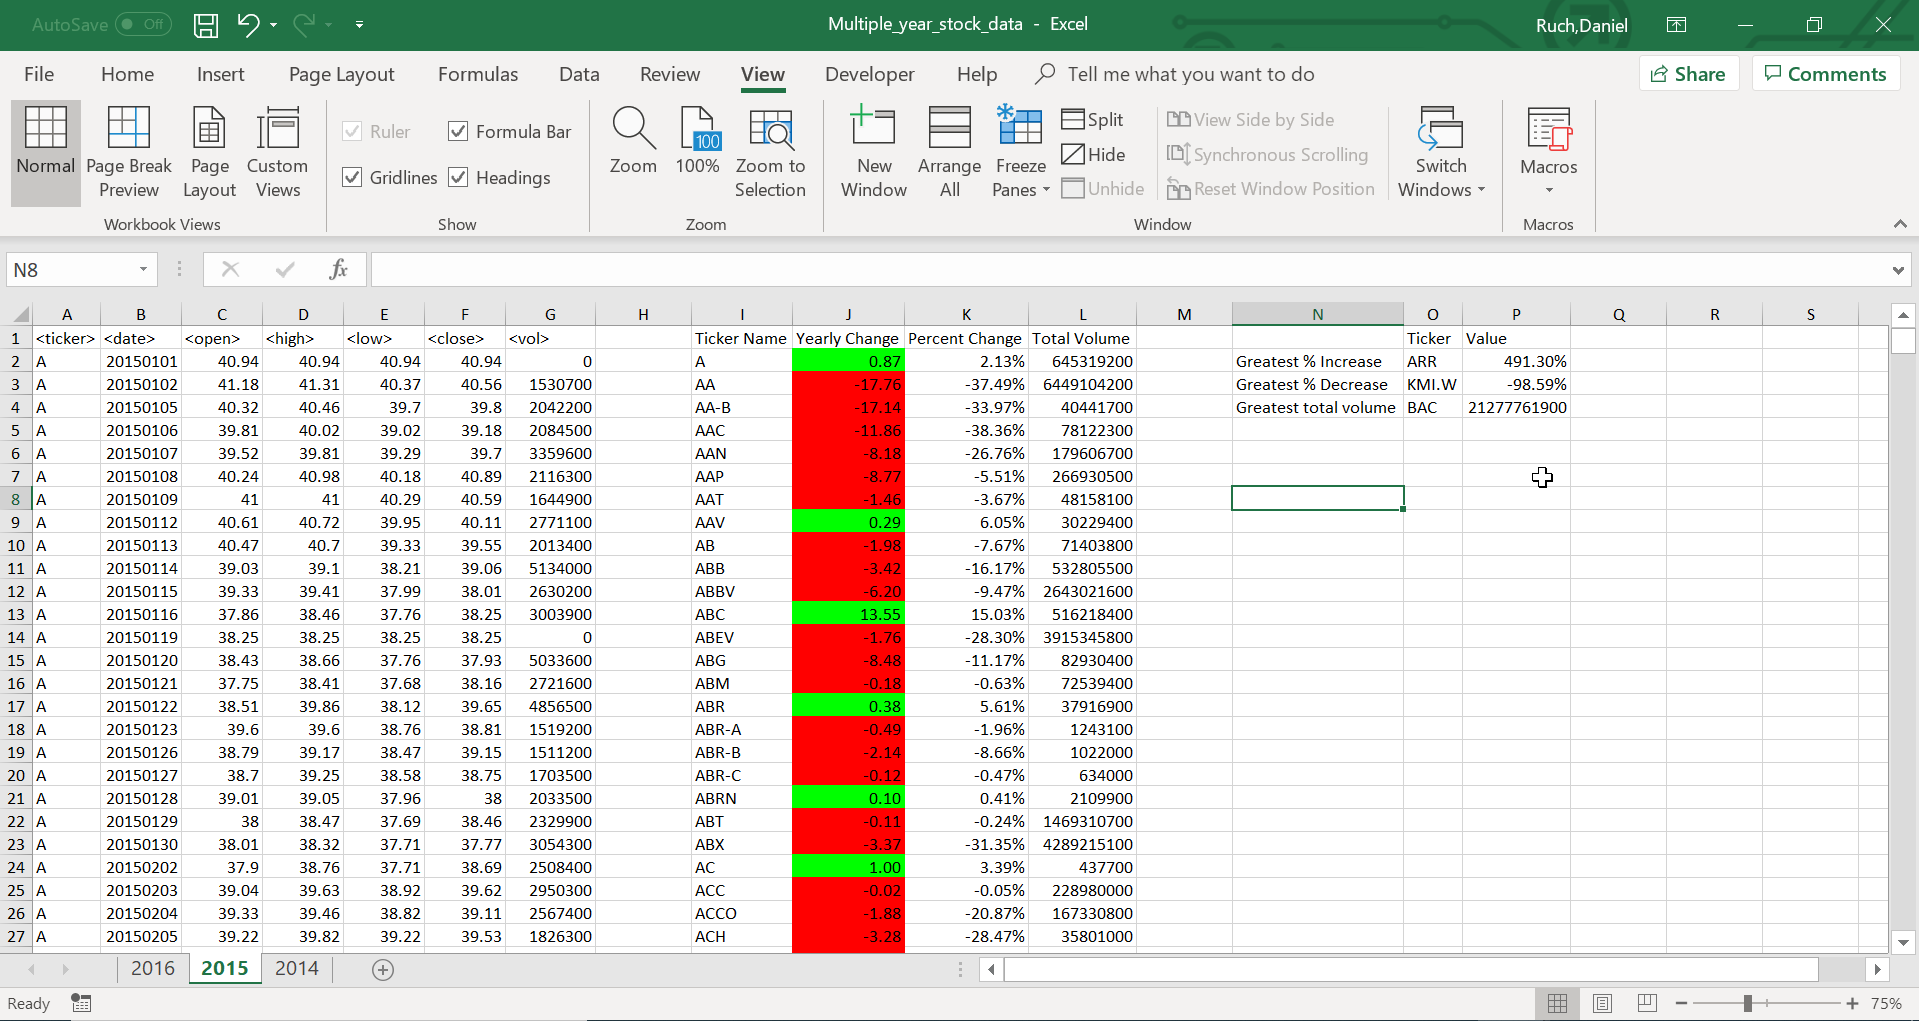 AutoSave Off Multiple_year_stock_data - Excel Ruch,Daniel
File Home Insert Page Layout Formulas Data Review View Developer Help Tell me what you want to do Share Comments
Normal Page Break Preview Page Layout Custom Views
Workbook Views
Ruler Formula Bar
Gridlines Headings
Show
Zoom 100 100% Zoom to Selection
Zoom
New Window Arrange All Freeze Panes
Split View Side by Side
Hide Synchronous Scrolling
Unhide Reset Window Position
Switch Windows
Window
Macros
Macros
N8 fx
A B C D E F G H I J K L M N O P Q R S
1 <ticker> <date> <open> <high> <low> <close> <vol> Ticker Name Yearly Change Percent Change Total Volume Ticker Value
2 A 20150101 40.94 40.94 40.94 40.94 0 A 0.87 2.13% 645319200 Greatest % Increase ARR 491.30%
3 A 20150102 41.18 41.31 40.37 40.56 1530700 AA -17.76 -37.49% 6449104200 Greatest % Decrease KMI.W -98.59%
4 A 20150105 40.32 40.46 39.7 39.8 2042200 AA-B -17.14 -33.97% 40441700 Greatest total volume BAC 21277761900
5 A 20150106 39.81 40.02 39.02 39.18 2084500 AAC -11.86 -38.36% 78122300
6 A 20150107 39.52 39.81 39.29 39.7 3359600 AAN -8.18 -26.76% 179606700
7 A 20150108 40.24 40.98 40.18 40.89 2116300 AAP -8.77 -5.51% 266930500
8 A 20150109 41 41 40.29 40.59 1644900 AAT -1.46 -3.67% 48158100
9 A 20150112 40.61 40.72 39.95 40.11 2771100 AAV 0.29 6.05% 30229400
10 A 20150113 40.47 40.7 39.33 39.55 2013400 AB -1.98 -7.67% 71403800
11 A 20150114 39.03 39.1 38.21 39.06 5134000 ABB -3.42 -16.17% 532805500
12 A 20150115 39.33 39.41 37.99 38.01 2630200 ABBV -6.20 -9.47% 2643021600
13 A 20150116 37.86 38.46 37.76 38.25 3003900 ABC 13.55 15.03% 516218400
14 A 20150119 38.25 38.25 38.25 38.25 0 ABEV -1.76 -28.30% 3915345800
15 A 20150120 38.43 38.66 37.76 37.93 5033600 ABG -8.48 -11.17% 82930400
16 A 20150121 37.75 38.41 37.68 38.16 2721600 ABM -0.18 -0.63% 72539400
17 A 20150122 38.51 39.86 38.12 39.65 4856500 ABR 0.38 5.61% 37916900
18 A 20150123 39.6 39.6 38.76 38.81 1519200 ABR-A -0.49 -1.96% 1243100
19 A 20150126 38.79 39.17 38.47 39.15 1511200 ABR-B -2.14 -8.66% 1022000
20 A 20150127 38.7 39.25 38.58 38.75 1703500 ABR-C -0.12 -0.47% 634000
21 A 20150128 39.01 39.05 37.96 38 2033500 ABRN 0.10 0.41% 2109900
22 A 20150129 38 38.47 37.69 38.46 2329900 ABT -0.11 -0.24% 1469310700
23 A 20150130 38.01 38.32 37.71 37.77 3054300 ABX -3.37 -31.35% 4289215100
24 A 20150202 37.9 38.76 37.71 38.69 2508400 AC 1.00 3.39% 437700
25 A 20150203 39.04 39.63 38.92 39.62 2950300 ACC -0.02 -0.05% 228980000
26 A 20150204 39.33 39.46 38.82 39.11 2567400 ACCO -1.88 -20.87% 167330800
27 A 20150205 39.22 39.82 39.22 39.53 1826300 ACH -3.28 -28.47% 35801000
2016 2015 2014
Ready 75%